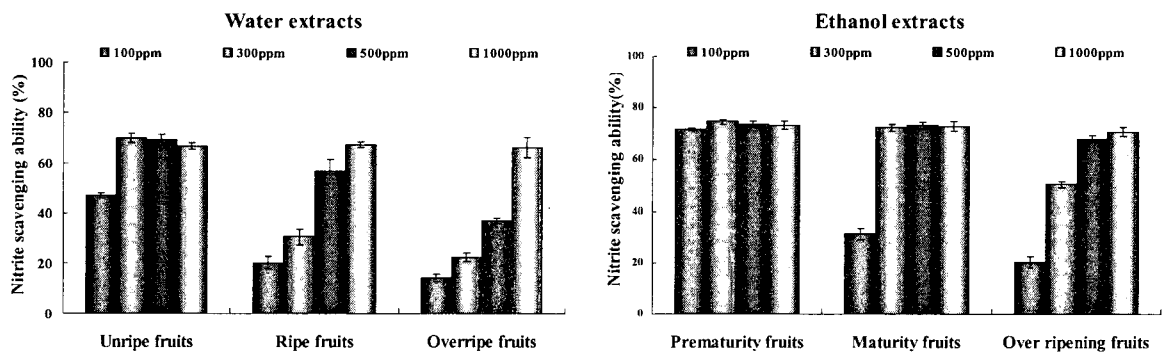 Water extracts
100ppm 300ppm 500ppm 1000ppm
Nitrite scavenging ability (%)
100
80
60
40
20
0
Unripe fruits Ripe fruits Overripe fruits
Ethanol extracts
100ppm 300ppm 500ppm 1000ppm
Nitrite scavenging ability(%)
100
80
60
40
20
0
Prematurity fruits Maturity fruits Over ripening fruits